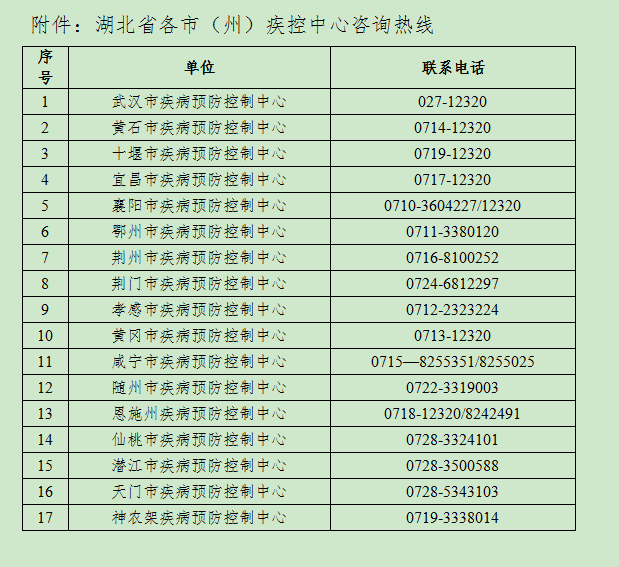 附件：湖北省各市（州）疾控中心咨询热线
序号 单位 联系电话
1 武汉市疾病预防控制中心 027-12320
2 黄石市疾病预防控制中心 0714-12320
3 十堰市疾病预防控制中心 0719-12320
4 宜昌市疾病预防控制中心 0717-12320
5 襄阳市疾病预防控制中心 0710-3604227/12320
6 鄂州市疾病预防控制中心 0711-3380120
7 荆州市疾病预防控制中心 0716-8100252
8 荆门市疾病预防控制中心 0724-6812297
9 孝感市疾病预防控制中心 0712-2323224
10 黄冈市疾病预防控制中心 0713-12320
11 咸宁市疾病预防控制中心 0715—8255351/8255025
12 随州市疾病预防控制中心 0722-3319003
13 恩施州疾病预防控制中心 0718-12320/8242491
14 仙桃市疾病预防控制中心 0728-3324101
15 潜江市疾病预防控制中心 0728-3500588
16 天门市疾病预防控制中心 0728-5343103
17 神农架疾病预防控制中心 0719-3338014